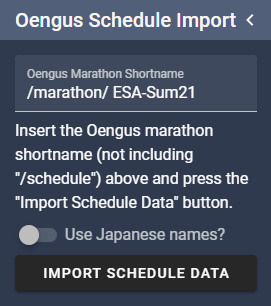 Oengus Schedule Import
Oengus Marathon Shortname
/marathon/ ESA-Sum21
Insert the Oengus marathon
shortname (not including
"/schedule") above and press the
"Import Schedule Data" button.
Use Japanese names?
IMPORT SCHEDULE DATA